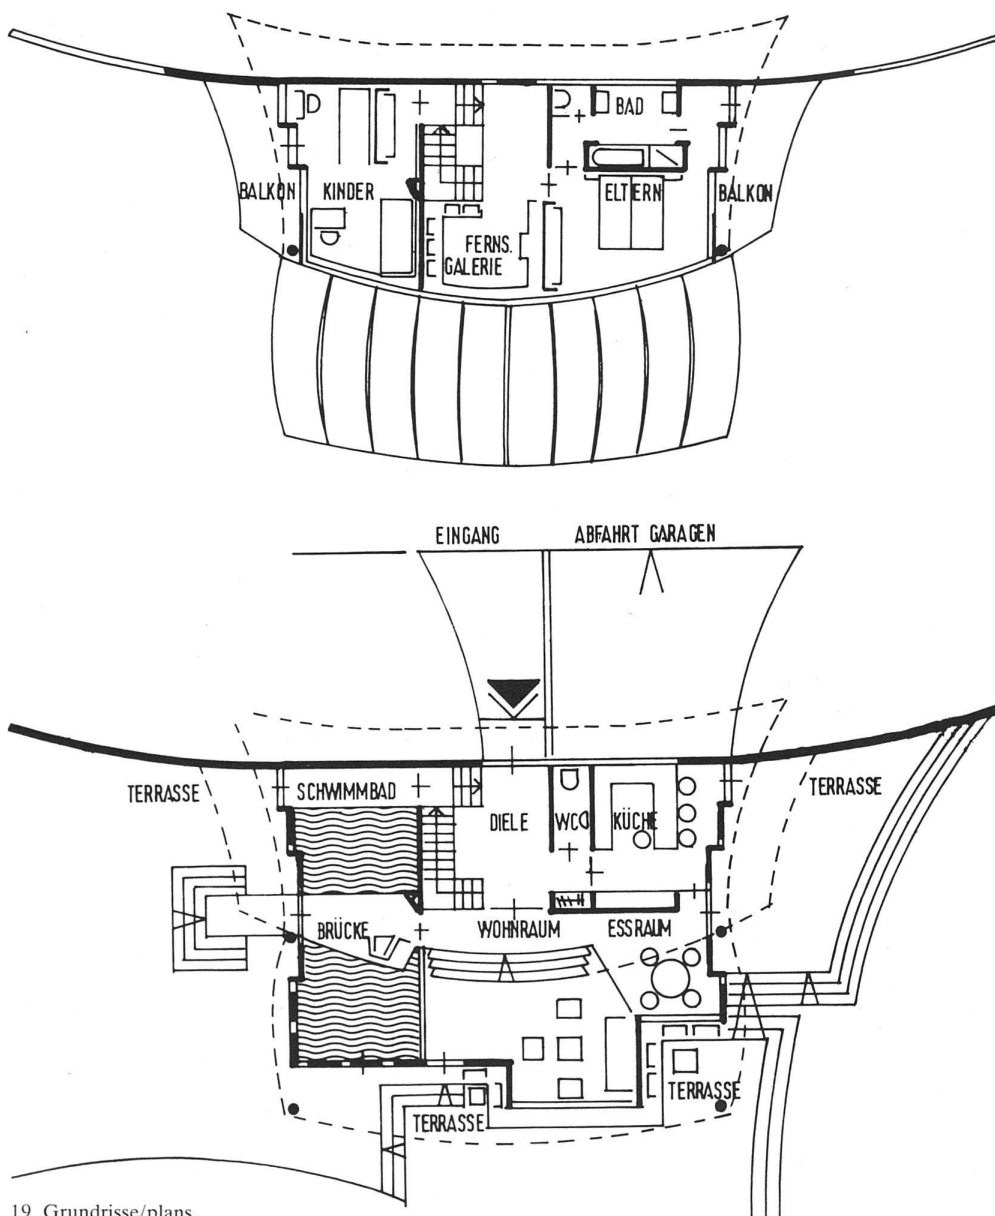 BAD
BALKON KINDER ELTERN BALKON
FERNS.
GALERIE
EINGANG ABFAHRT GARAGEN
TERRASSE SCHWIMMBAD TERRASSE
DIELE WC KÜCHE
BRÜCKE WOHNRAUM ESSRAUM
TERRASSE
TERRASSE
19 Grundrisse/plans